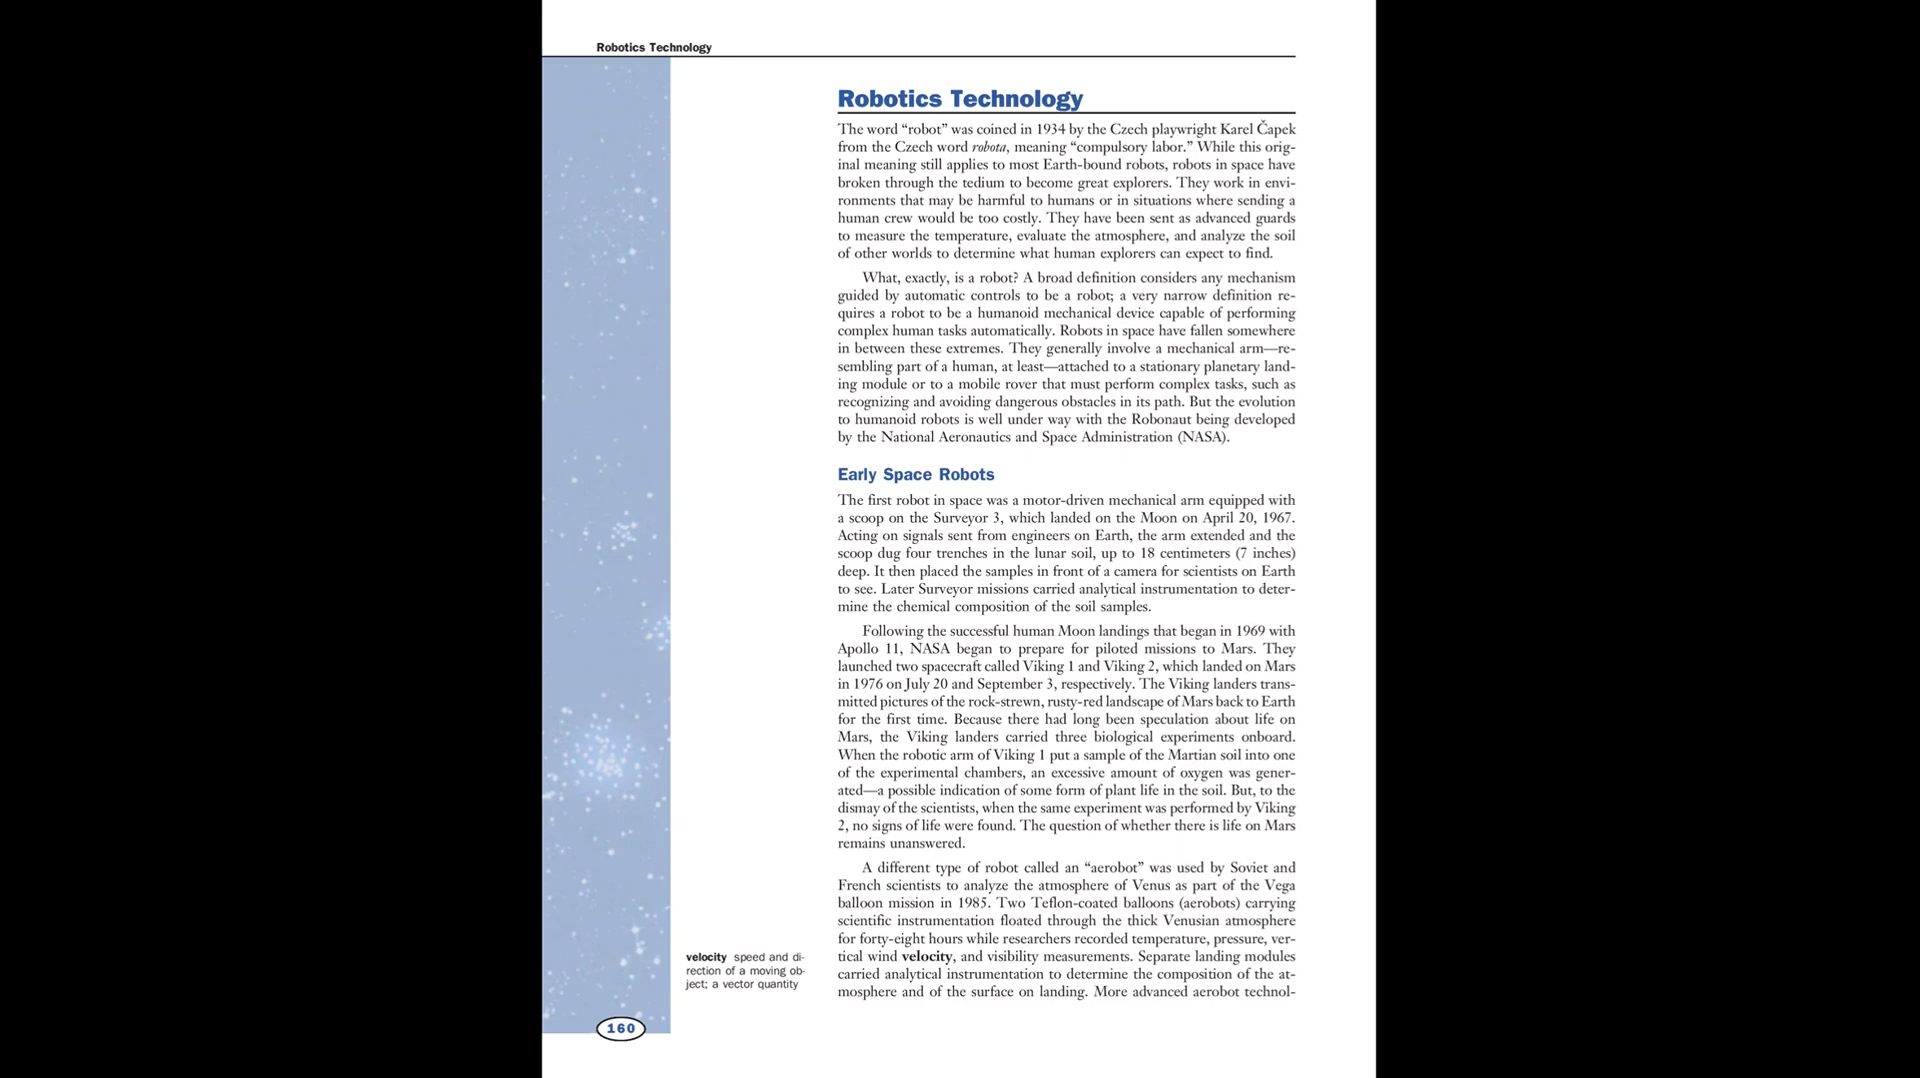 Robotics Technology
Robotics Technology
The word “robot” was coined in 1934 by the Czech playwright Karel Čapek
from the Czech word robota, meaning “compulsory labor.” While this orig-
inal meaning still applies to most Earth-bound robots, robots in space have
broken through the tedium to become great explorers. They work in envi-
ronments that may be harmful to humans or in situations where sending a
human crew would be too costly. They have been sent as advanced guards
to measure the temperature, evaluate the atmosphere, and analyze the soil
of other worlds to determine what human explorers can expect to find.
What, exactly, is a robot? A broad definition considers any mechanism
guided by automatic controls to be a robot; a very narrow definition re-
quires a robot to be a humanoid mechanical device capable of performing
complex human tasks automatically. Robots in space have fallen somewhere
in between these extremes. They generally involve a mechanical arm—re-
sembling part of a human, at least—attached to a stationary planetary land-
ing module or to a mobile rover that must perform complex tasks, such as
recognizing and avoiding dangerous obstacles in its path. But the evolution
to humanoid robots is well under way with the Robonaut being developed
by the National Aeronautics and Space Administration (NASA).
Early Space Robots
The first robot in space was a motor-driven mechanical arm equipped with
a scoop on the Surveyor 3, which landed on the Moon on April 20, 1967.
Acting on signals sent from engineers on Earth, the arm extended and the
scoop dug four trenches in the lunar soil, up to 18 centimeters (7 inches)
deep. It then placed the samples in front of a camera for scientists on Earth
to see. Later Surveyor missions carried analytical instrumentation to deter-
mine the chemical composition of the soil samples.
Following the successful human Moon landings that began in 1969 with
Apollo 11, NASA began to prepare for piloted missions to Mars. They
launched two spacecraft called Viking 1 and Viking 2, which landed on Mars
in 1976 on July 20 and September 3, respectively. The Viking landers trans-
mitted pictures of the rock-strewn, rusty-red landscape of Mars back to Earth
for the first time. Because there had long been speculation about life on
Mars, the Viking landers carried three biological experiments onboard.
When the robotic arm of Viking 1 put a sample of the Martian soil into one
of the experimental chambers, an excessive amount of oxygen was gener-
ated—a possible indication of some form of plant life in the soil. But, to the
dismay of the scientists, when the same experiment was performed by Viking
2, no signs of life were found. The question of whether there is life on Mars
remains unanswered.
A different type of robot called an “aerobot” was used by Soviet and
French scientists to analyze the atmosphere of Venus as part of the Vega
balloon mission in 1985. Two Teflon-coated balloons (aerobots) carrying
scientific instrumentation floated through the thick Venusian atmosphere
for forty-eight hours while researchers recorded temperature, pressure, ver-
tical wind velocity, and visibility measurements. Separate landing modules
carried analytical instrumentation to determine the composition of the at-
mosphere and of the surface on landing. More advanced aerobot technol-
velocity speed and di-
rection of a moving ob-
ject; a vector quantity
160